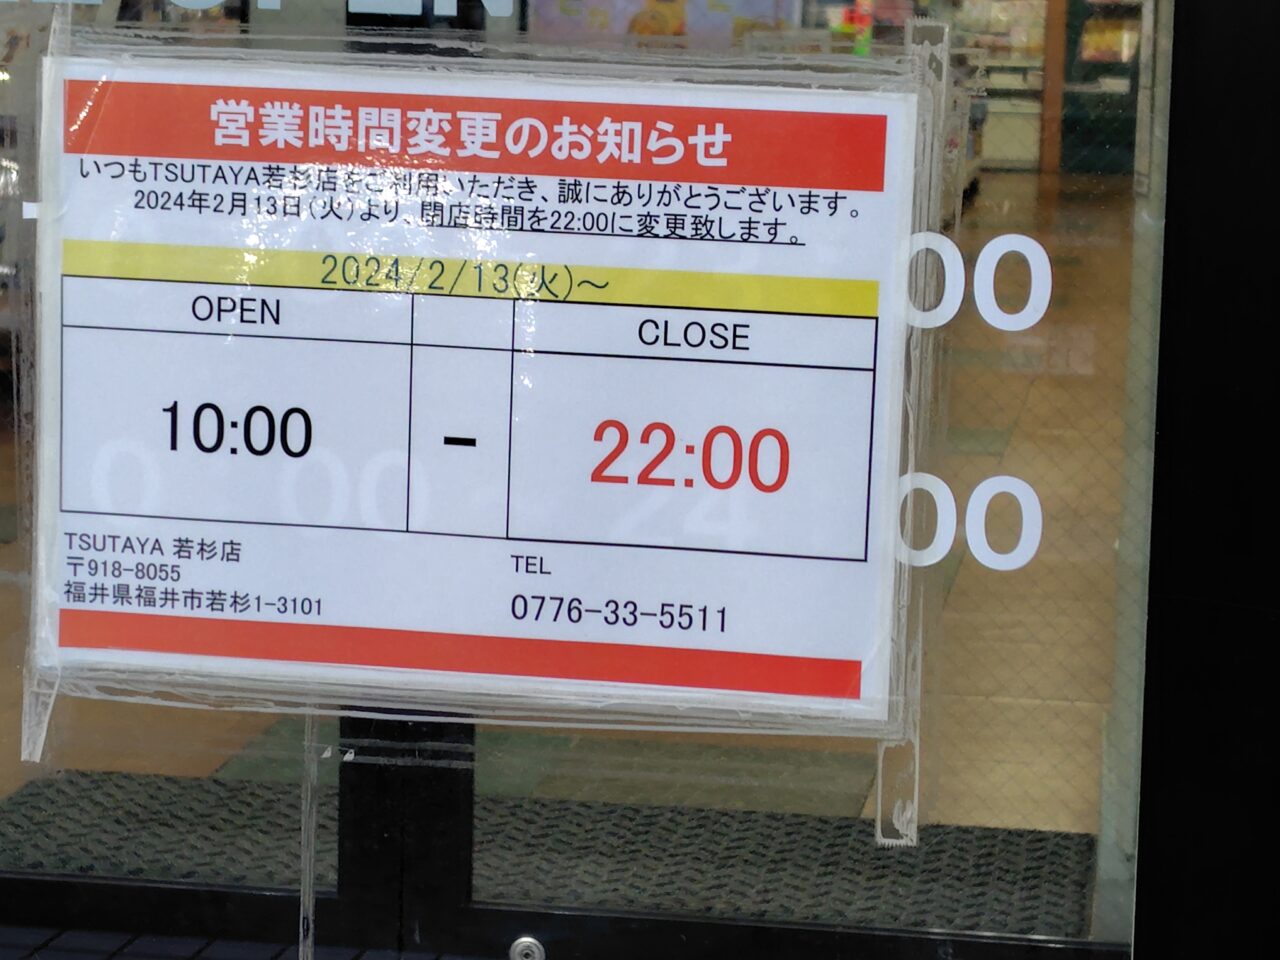 OPEN
営業時間変更のお知らせ
いつもTSUTAYA若杉店をご利用いただき、誠にありがとうございます。
2024年2月13日(火)より、閉店時間を22:00に変更致します。
2024/2/13(火)～
OPEN
CLOSE
10:00
-
22:00
TSUTAYA 若杉店
〒918-8055
福井県福井市若杉1-3101
TEL
0776-33-5511
00
00